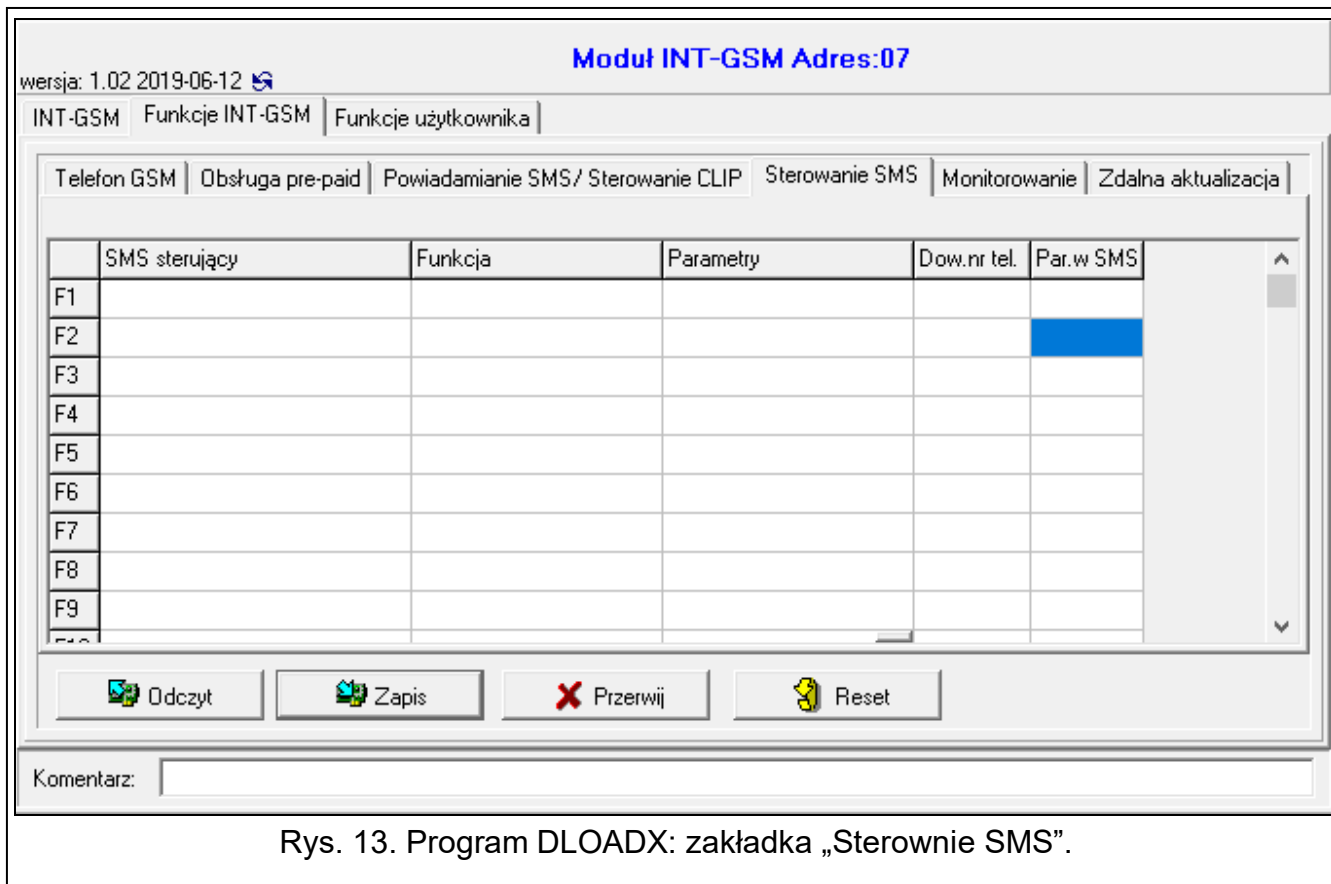 Moduł INT-GSM Adres:07
wersja: 1.02 2019-06-12
INT-GSM Funkcje INT-GSM Funkcje użytkownika
Telefon GSM Obsługa pre-paid Powiadamianie SMS/ Sterowanie CLIP Sterowanie SMS Monitorowanie Zdalna aktualizacja
SMS sterujący Funkcja Parametry Dow.nr tel. Par.w SMS
F1
F2
F3
F4
F5
F6
F7
F8
F9
Odczyt Zapis Przerwij Reset
Komentarz:
Rys. 13. Program DLOADX: zakładka „Sterownie SMS”.